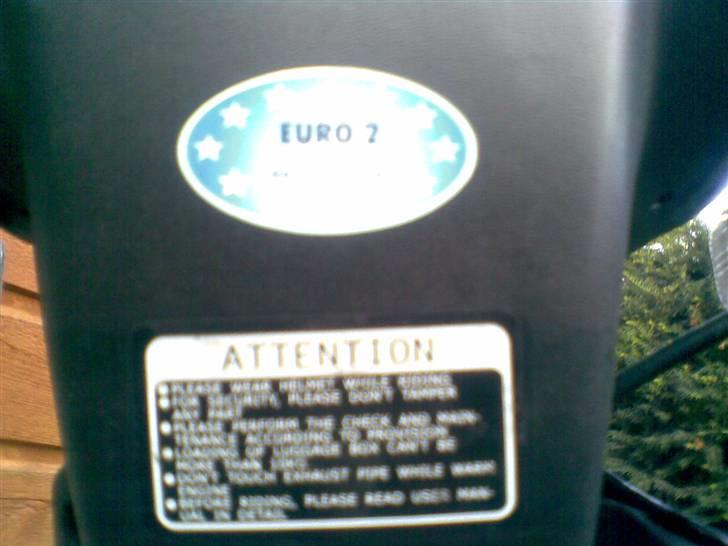 EURO 2
ATTENTION
PLEASE WEAR HELMET WHILE RIDING
FOR SECURITY, PLEASE DON'T TAMPER
ANY PART
PLEASE PERFORM THE CHECK AND MAIN-
TENANCE ACCORDING TO PROVISION
LOADING OF LUGGAGE BOX CAN'T BE
MORE THAN
DON'T TOUCH EXHAUST PIPE WHILE WARM
ENGINE
BEFORE RIDING, PLEASE READ USER MAN-
UAL IN DETAIL